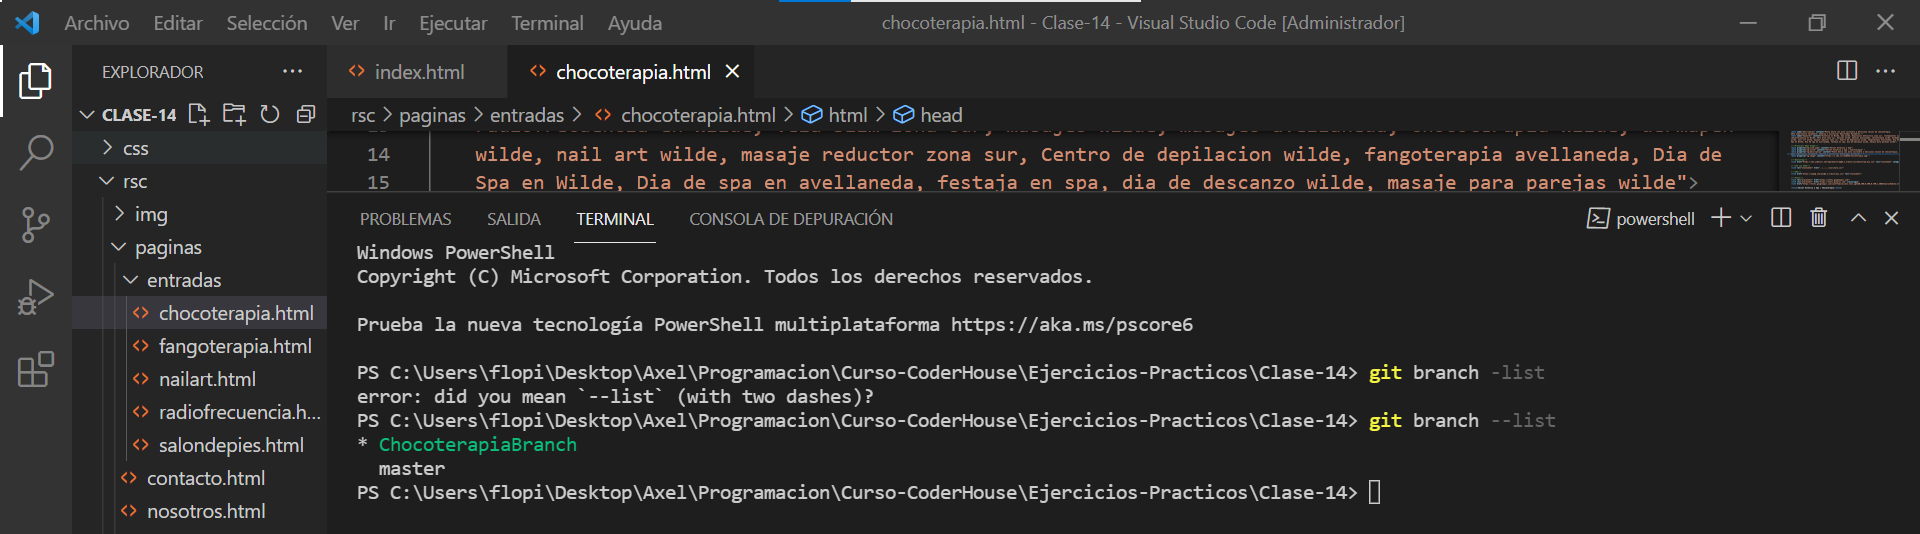 Archivo Editar Selección Ver Ir Ejecutar Terminal Ayuda chocoterapia.html - Clase-14 - Visual Studio Code [Administrador]
EXPLORADOR ··· index.html chocoterapia.html
CLASE-14
rsc > paginas > entradas > chocoterapia.html > html > head
css
rsc
img
paginas
entradas
chocoterapia.html
fangoterapia.html
nailart.html
radiofrecuencia.h...
salondepies.html
contacto.html
nosotros.html
14 wilde, nail art wilde, masaje reductor zona sur, Centro de depilacion wilde, fangoterapia avellaneda, Dia de
15 Spa en Wilde, Dia de spa en avellaneda, festaja en spa, dia de descanzo wilde, masaje para parejas wilde">
PROBLEMAS SALIDA TERMINAL CONSOLA DE DEPURACIÓN powershell
Windows PowerShell
Copyright (C) Microsoft Corporation. Todos los derechos reservados.
Prueba la nueva tecnología PowerShell multiplataforma https://aka.ms/pscore6
PS C:\Users\flopi\Desktop\Axel\Programacion\Curso-CoderHouse\Ejercicios-Practicos\Clase-14> git branch -list
error: did you mean `--list` (with two dashes)?
PS C:\Users\flopi\Desktop\Axel\Programacion\Curso-CoderHouse\Ejercicios-Practicos\Clase-14> git branch --list
* ChocoterapiaBranch
master
PS C:\Users\flopi\Desktop\Axel\Programacion\Curso-CoderHouse\Ejercicios-Practicos\Clase-14>